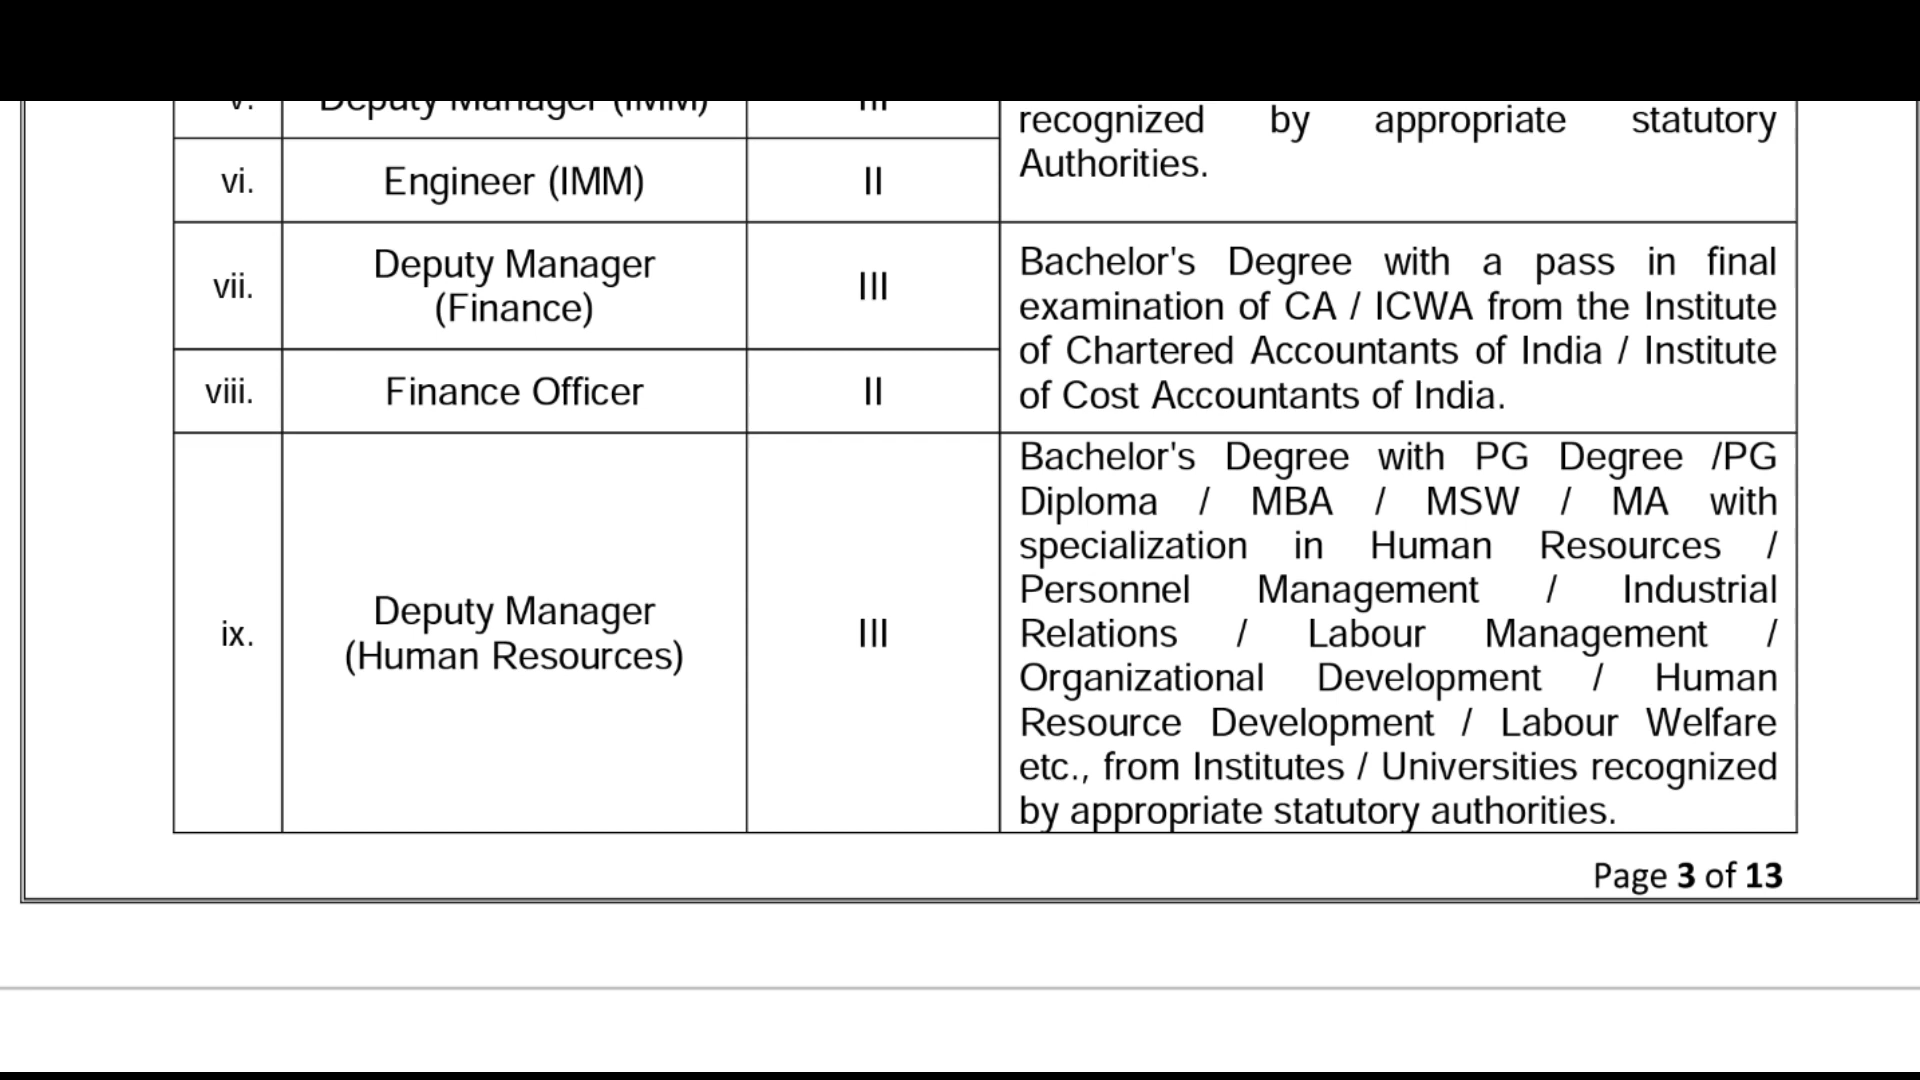 v. Deputy Manager (IMM) III
recognized by appropriate statutory
Authorities.
vi. Engineer (IMM) II
vii. Deputy Manager
(Finance) III
Bachelor's Degree with a pass in final
examination of CA / ICWA from the Institute
of Chartered Accountants of India / Institute
of Cost Accountants of India.
viii. Finance Officer II
ix. Deputy Manager
(Human Resources) III
Bachelor's Degree with PG Degree /PG
Diploma / MBA / MSW / MA with
specialization in Human Resources /
Personnel Management / Industrial
Relations / Labour Management /
Organizational Development / Human
Resource Development / Labour Welfare
etc., from Institutes / Universities recognized
by appropriate statutory authorities.
Page 3 of 13